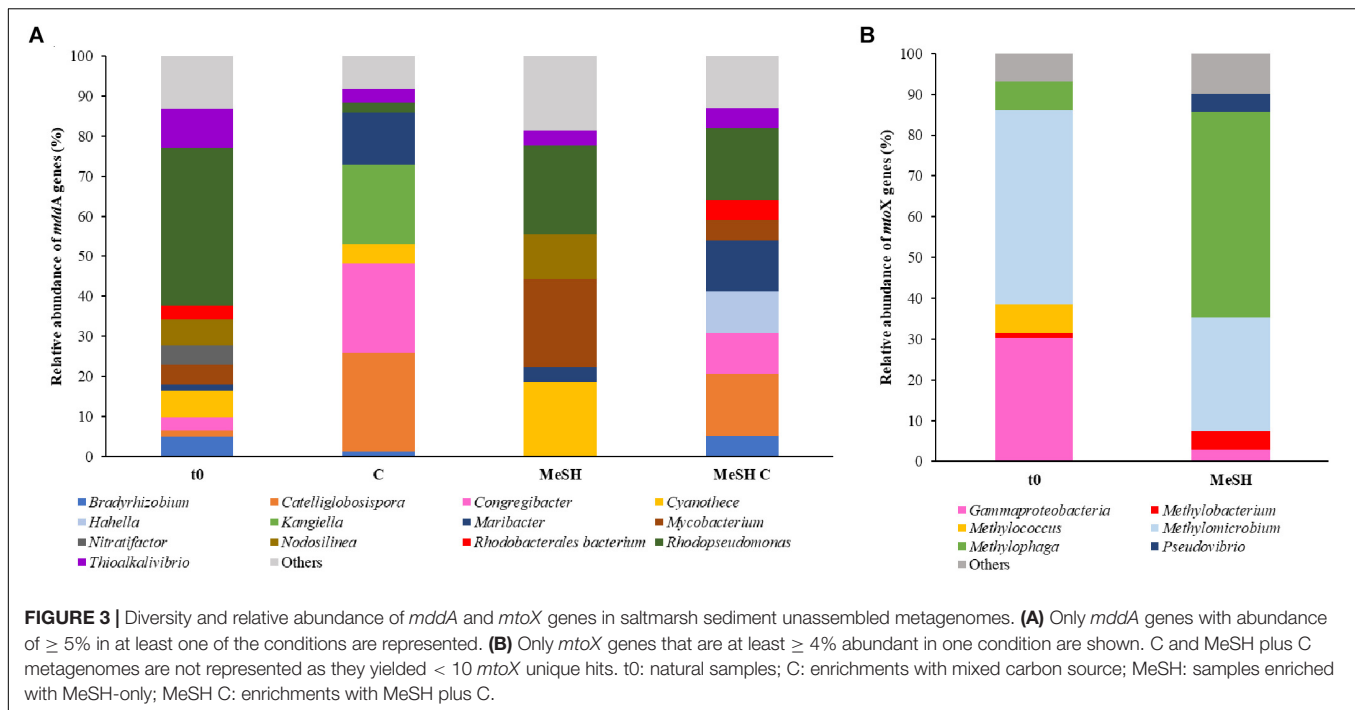 A
Relative abundance of mddA genes (%)
100
90
80
70
60
50
40
30
20
10
0
t0 C MeSH MeSH C
Bradyrhizobium Catelliglobosispora Congregibacter Cyanothece
Hahella Kangiella Maribacter Mycobacterium
Nitratifactor Nodosilinea Rhodobacterales bacterium Rhodopseudomonas
Thioalkalivibrio Others
B
Relative abundance of mtoX genes (%)
100
90
80
70
60
50
40
30
20
10
0
t0 MeSH
Gammaproteobacteria Methylobacterium
Methylococcus Methylomicrobium
Methylophaga Pseudovibrio
Others
FIGURE 3 | Diversity and relative abundance of mddA and mtoX genes in saltmarsh sediment unassembled metagenomes. (A) Only mddA genes with abundance
of ≥ 5% in at least one of the conditions are represented. (B) Only mtoX genes that are at least ≥ 4% abundant in one condition are shown. C and MeSH plus C
metagenomes are not represented as they yielded < 10 mtoX unique hits. t0: natural samples; C: enrichments with mixed carbon source; MeSH: samples enriched
with MeSH-only; MeSH C: enrichments with MeSH plus C.